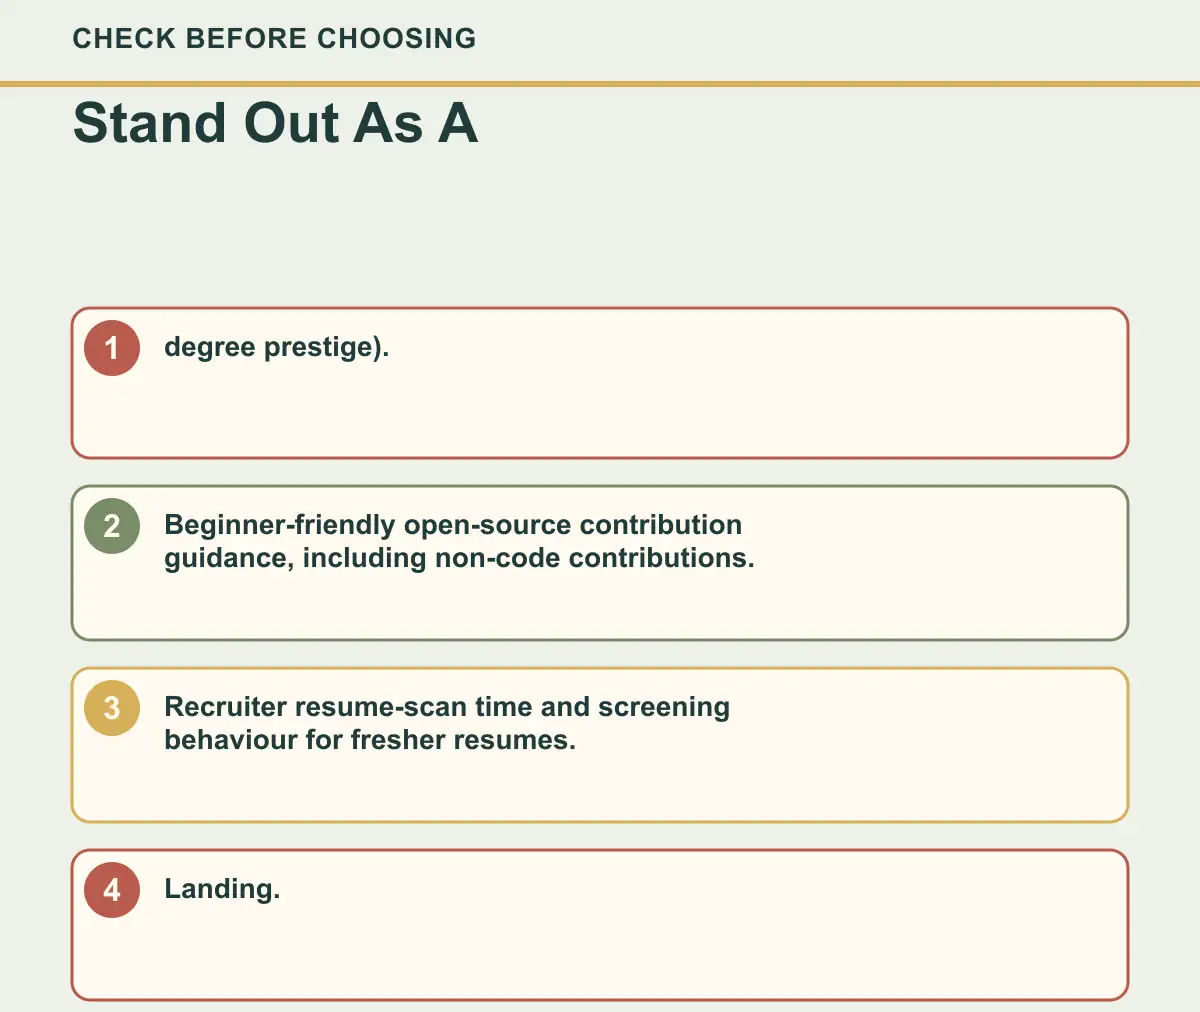 CHECK BEFORE CHOOSING
Stand Out As A
1
degree prestige).
2
Beginner-friendly open-source contribution
guidance, including non-code contributions.
3
Recruiter resume-scan time and screening
behaviour for fresher resumes.
4
Landing.